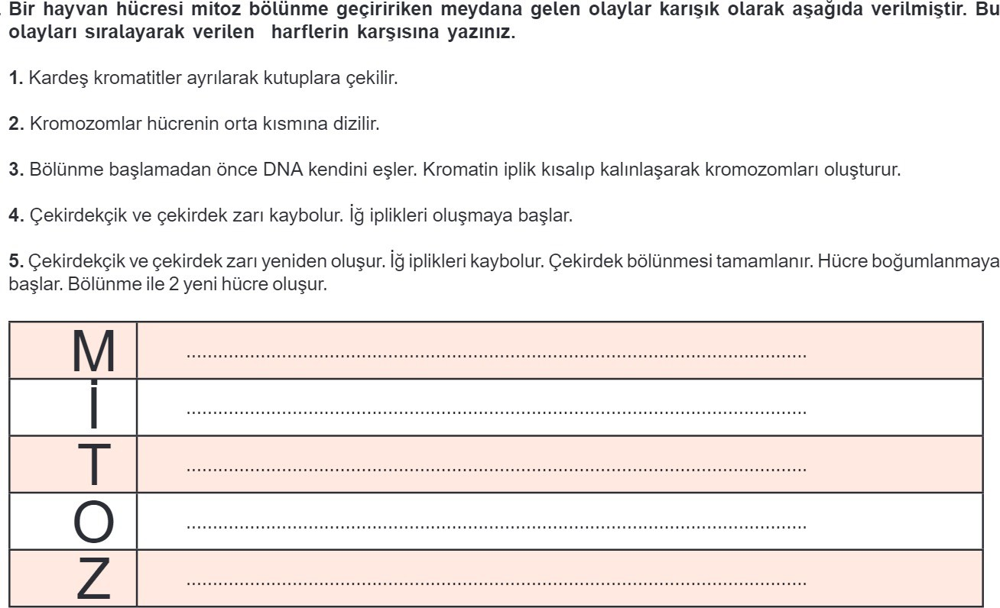 . Bir hayvan hücresi mitoz bölünme geçiririken meydana gelen olaylar karışık olarak aşağıda verilmiştir. Bu
olayları sıralayarak verilen harflerin karşısına yazınız.
1. Kardeş kromatitler ayrılarak kutuplara çekilir.
2. Kromozomlar hücrenin orta kısmına dizilir.
3. Bölünme başlamadan önce DNA kendini eşler. Kromatin iplik kısalıp kalınlaşarak kromozomları oluşturur.
4. Çekirdekçik ve çekirdek zarı kaybolur. İğ iplikleri oluşmaya başlar.
5. Çekirdekçik ve çekirdek zarı yeniden oluşur. İğ iplikleri kaybolur. Çekirdek bölünmesi tamamlanır. Hücre boğumlanmaya
başlar. Bölünme ile 2 yeni hücre oluşur.
M ....................................................................................................................
İ ....................................................................................................................
T ....................................................................................................................
O ....................................................................................................................
Z ....................................................................................................................